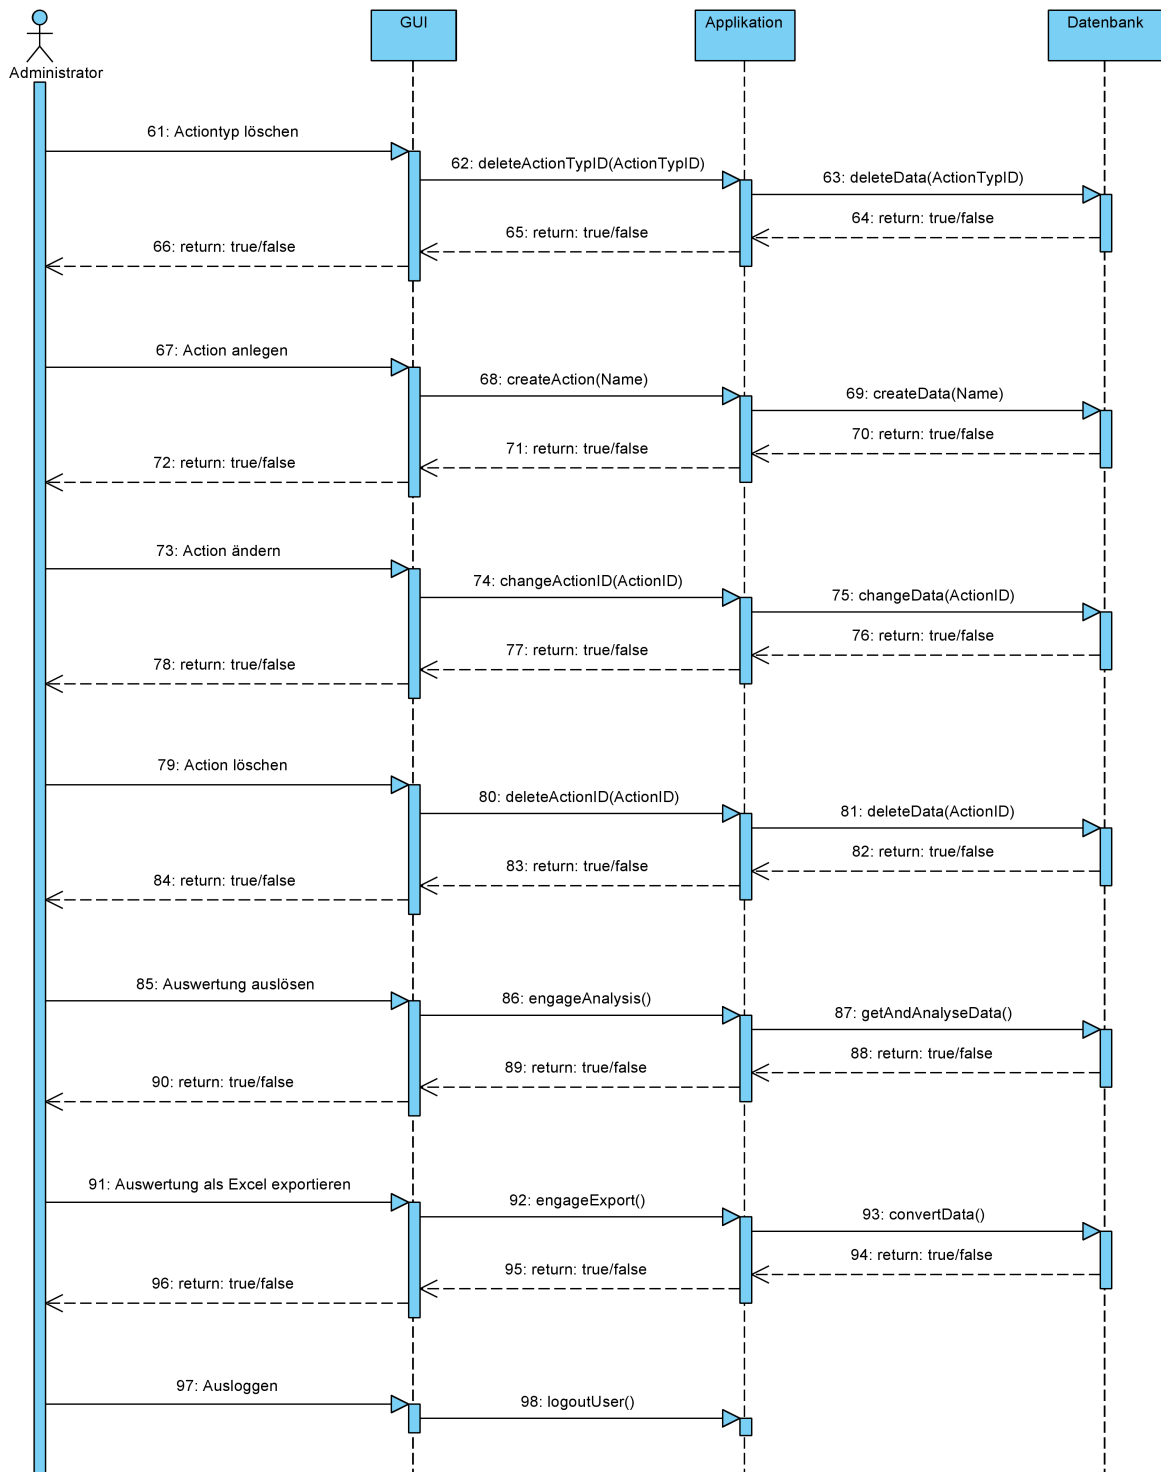 GUI
Applikation
Datenbank
Administrator
61: Actiontyp löschen
62: deleteActionTypID(ActionTypID)
63: deleteData(ActionTypID)
64: return: true/false
65: return: true/false
66: return: true/false
67: Action anlegen
68: createAction(Name)
69: createData(Name)
70: return: true/false
71: return: true/false
72: return: true/false
73: Action ändern
74: changeActionID(ActionID)
75: changeData(ActionID)
76: return: true/false
77: return: true/false
78: return: true/false
79: Action löschen
80: deleteActionID(ActionID)
81: deleteData(ActionID)
82: return: true/false
83: return: true/false
84: return: true/false
85: Auswertung auslösen
86: engageAnalysis()
87: getAndAnalyseData()
88: return: true/false
89: return: true/false
90: return: true/false
91: Auswertung als Excel exportieren
92: engageExport()
93: convertData()
94: return: true/false
95: return: true/false
96: return: true/false
97: Ausloggen
98: logoutUser()